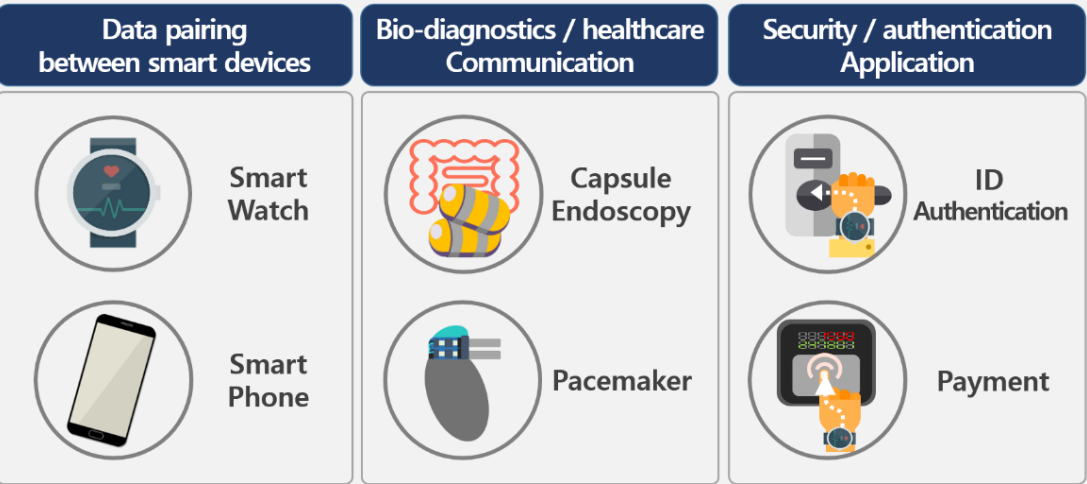 Data pairing
between smart devices
Bio-diagnostics / healthcare
Communication
Security / authentication
Application
Smart
Watch
Capsule
Endoscopy
ID
Authentication
Smart
Phone
Pacemaker
Payment